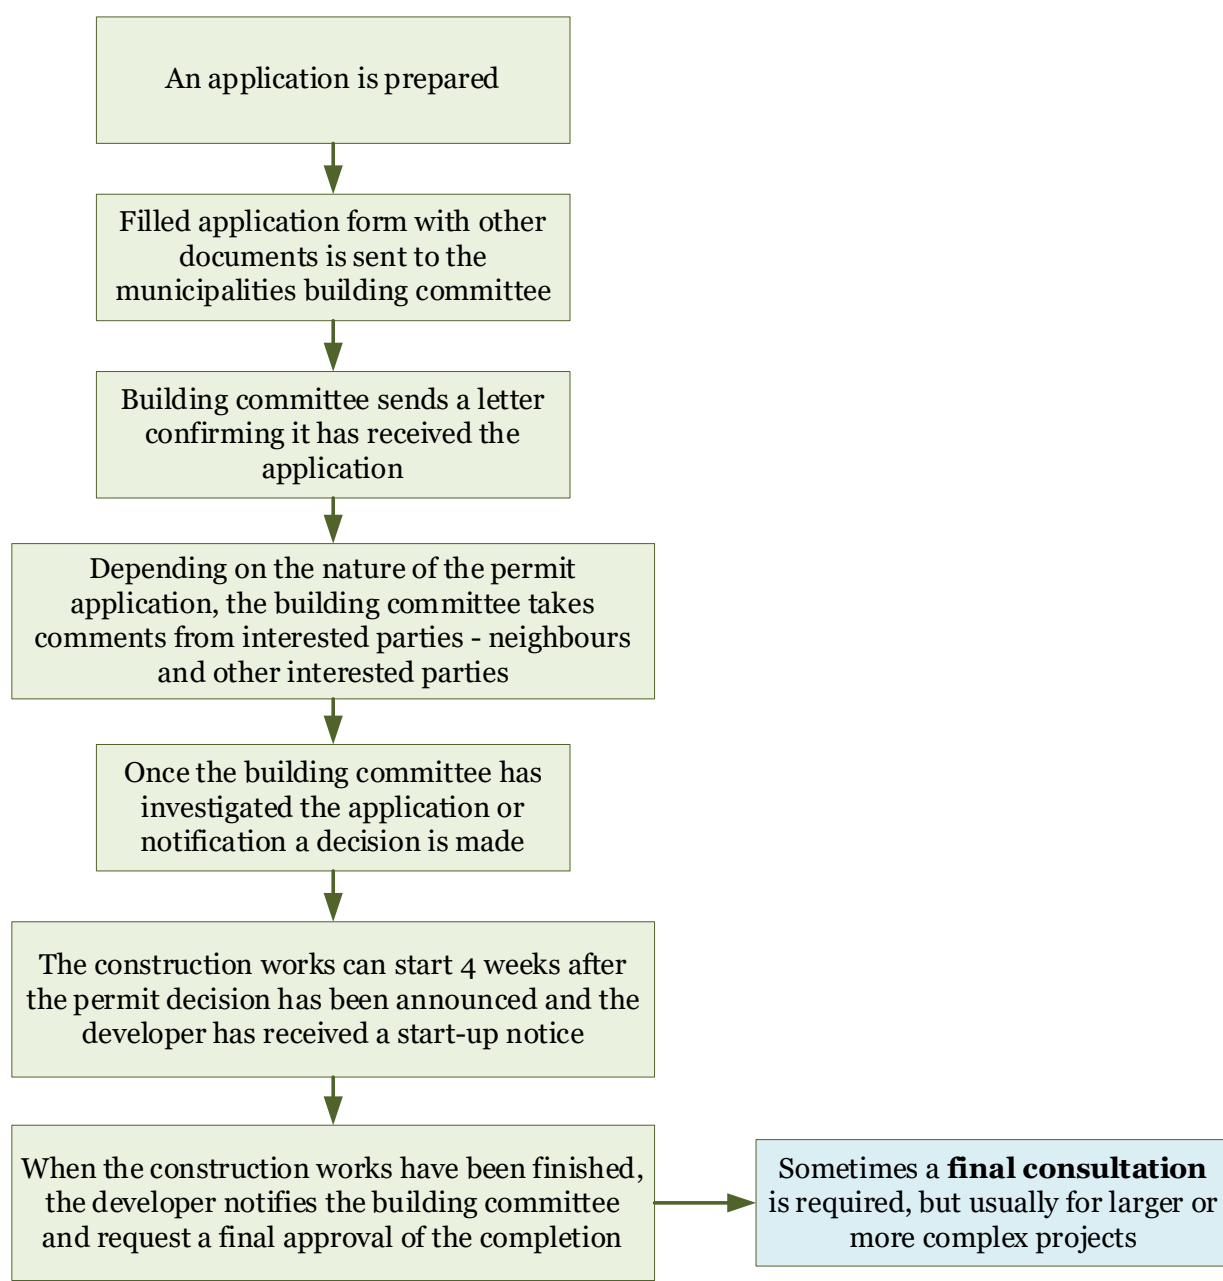 An application is prepared
Filled application form with other
documents is sent to the
municipalities building committee
Building committee sends a letter
confirming it has received the
application
Depending on the nature of the permit
application, the building committee takes
comments from interested parties - neighbours
and other interested parties
Once the building committee has
investigated the application or
notification a decision is made
The construction works can start 4 weeks after
the permit decision has been announced and the
developer has received a start-up notice
When the construction works have been finished,
the developer notifies the building committee
and request a final approval of the completion
Sometimes a final consultation
is required, but usually for larger or
more complex projects